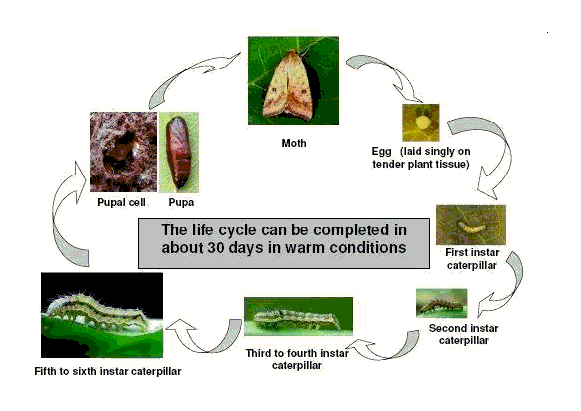 Moth
Egg (laid singly on
tender plant tissue)
First instar
caterpillar
Second instar
caterpillar
Third to fourth instar
caterpillar
Fifth to sixth instar caterpillar
Pupal cell
Pupa
The life cycle can be completed in
about 30 days in warm conditions